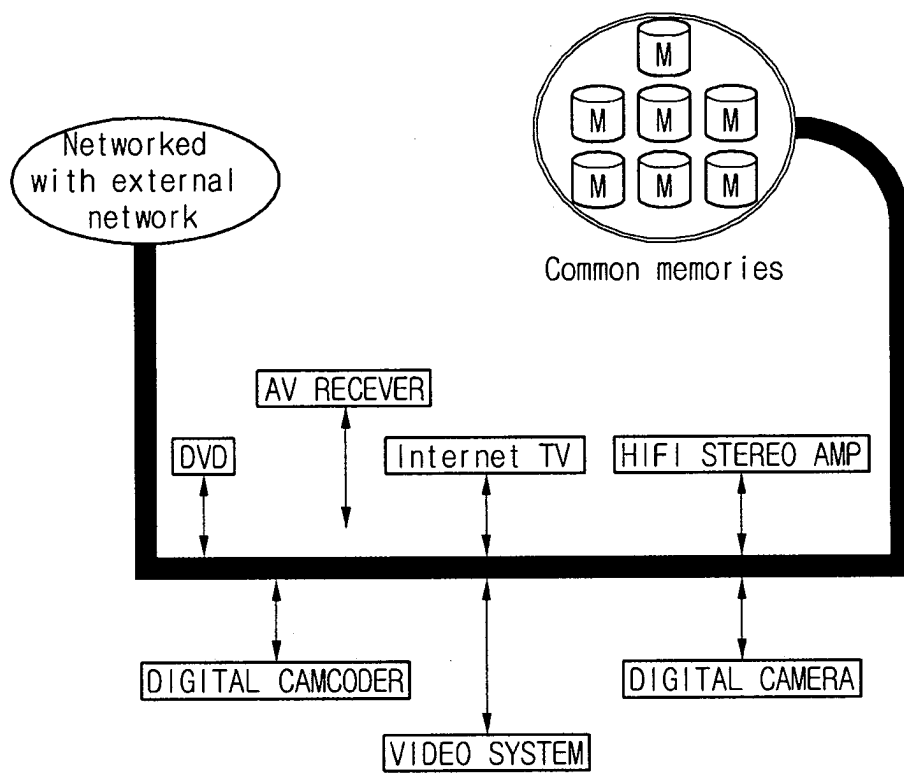 M
M M M
M M M
Networked
with external
network
Common memories
AV RECEVER
DVD
Internet TV
HIFI STEREO AMP
DIGITAL CAMCODER
DIGITAL CAMERA
VIDEO SYSTEM